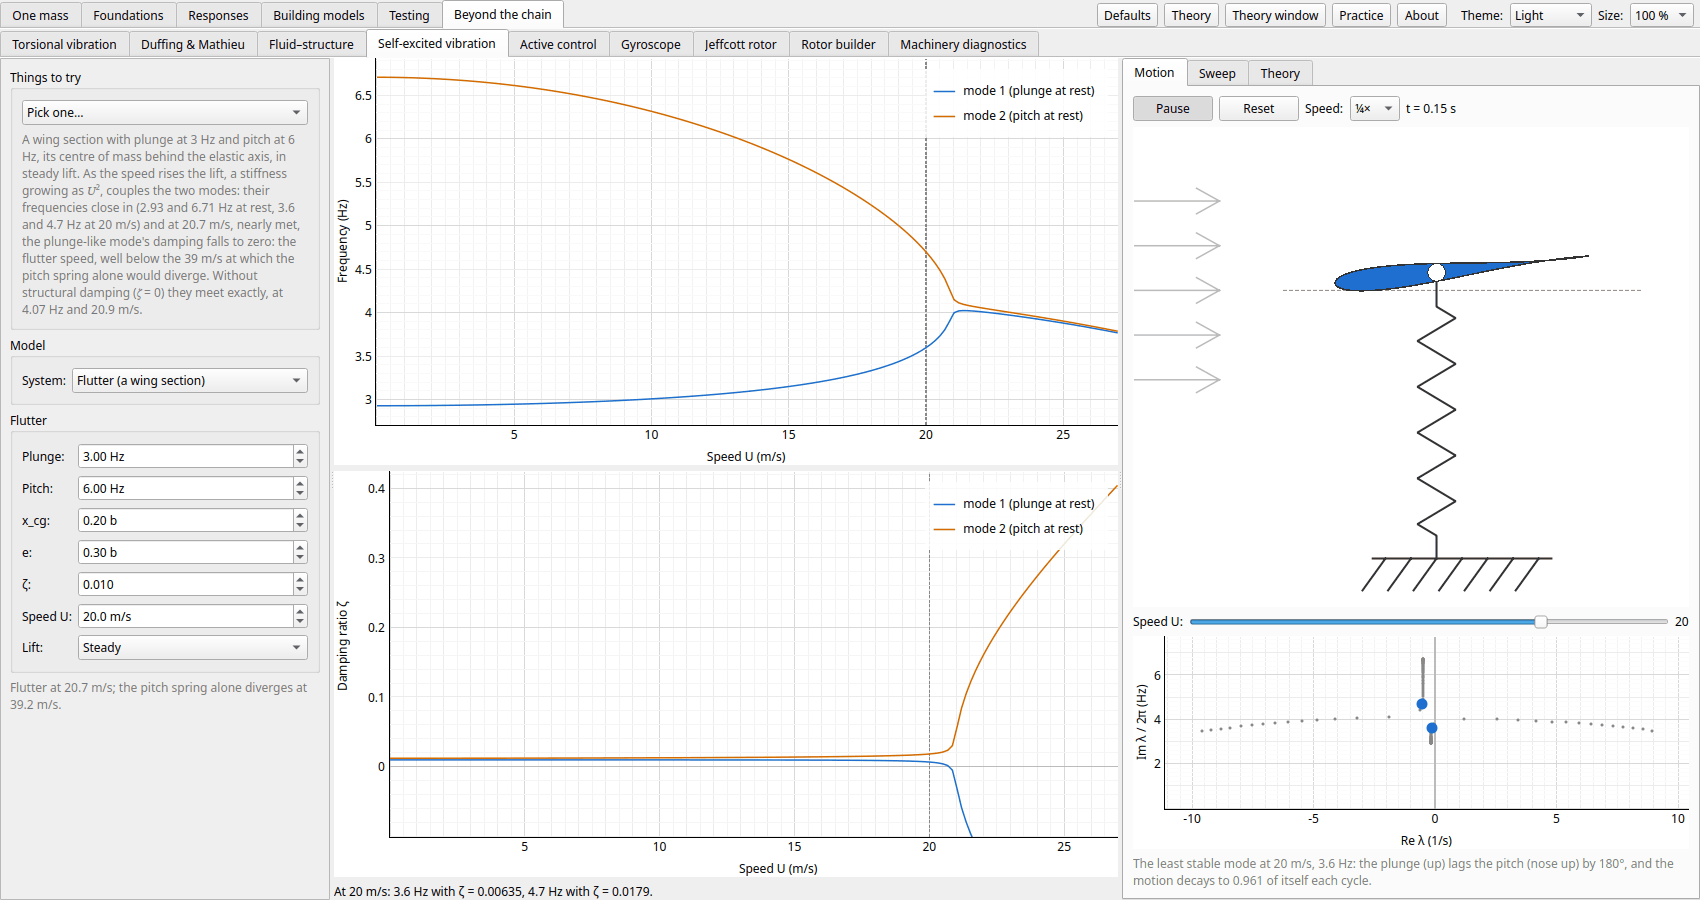 One mass
Foundations
Responses
Building models
Testing
Beyond the chain
Defaults
Theory
Theory window
Practice
About
Theme:
Light
Size:
100 %
Torsional vibration
Duffing & Mathieu
Fluid–structure
Self-excited vibration
Active control
Gyroscope
Jeffcott rotor
Rotor builder
Machinery diagnostics
Things to try
Pick one...
A wing section with plunge at 3 Hz and pitch at 6
Hz, its centre of mass behind the elastic axis, in
steady lift. As the speed rises the lift, a stiffness
growing as U², couples the two modes: their
frequencies close in (2.93 and 6.71 Hz at rest, 3.6
and 4.7 Hz at 20 m/s) and at 20.7 m/s, nearly met,
the plunge-like mode's damping falls to zero: the
flutter speed, well below the 39 m/s at which the
pitch spring alone would diverge. Without
structural damping (ζ = 0) they meet exactly, at
4.07 Hz and 20.9 m/s.
Model
System:
Flutter (a wing section)
Flutter
Plunge:
3.00 Hz
Pitch:
6.00 Hz
x_cg:
0.20 b
e:
0.30 b
ζ:
0.010
Speed U:
20.0 m/s
Lift:
Steady
Flutter at 20.7 m/s; the pitch spring alone diverges at
39.2 m/s.
mode 1 (plunge at rest)
mode 2 (pitch at rest)
Frequency (Hz)
6.5
6
5.5
5
4.5
4
3.5
3
5
10
15
20
25
Speed U (m/s)
mode 1 (plunge at rest)
mode 2 (pitch at rest)
Damping ratio ζ
0.4
0.3
0.2
0.1
0
5
10
15
20
25
Speed U (m/s)
At 20 m/s: 3.6 Hz with ζ = 0.00635, 4.7 Hz with ζ = 0.0179.
Motion
Sweep
Theory
Pause
Reset
Speed:
¼×
t = 0.15 s
Speed U:
20
Im λ / 2π (Hz)
6
4
2
-10
-5
0
5
10
Re λ (1/s)
The least stable mode at 20 m/s, 3.6 Hz: the plunge (up) lags the pitch (nose up) by 180°, and the
motion decays to 0.961 of itself each cycle.